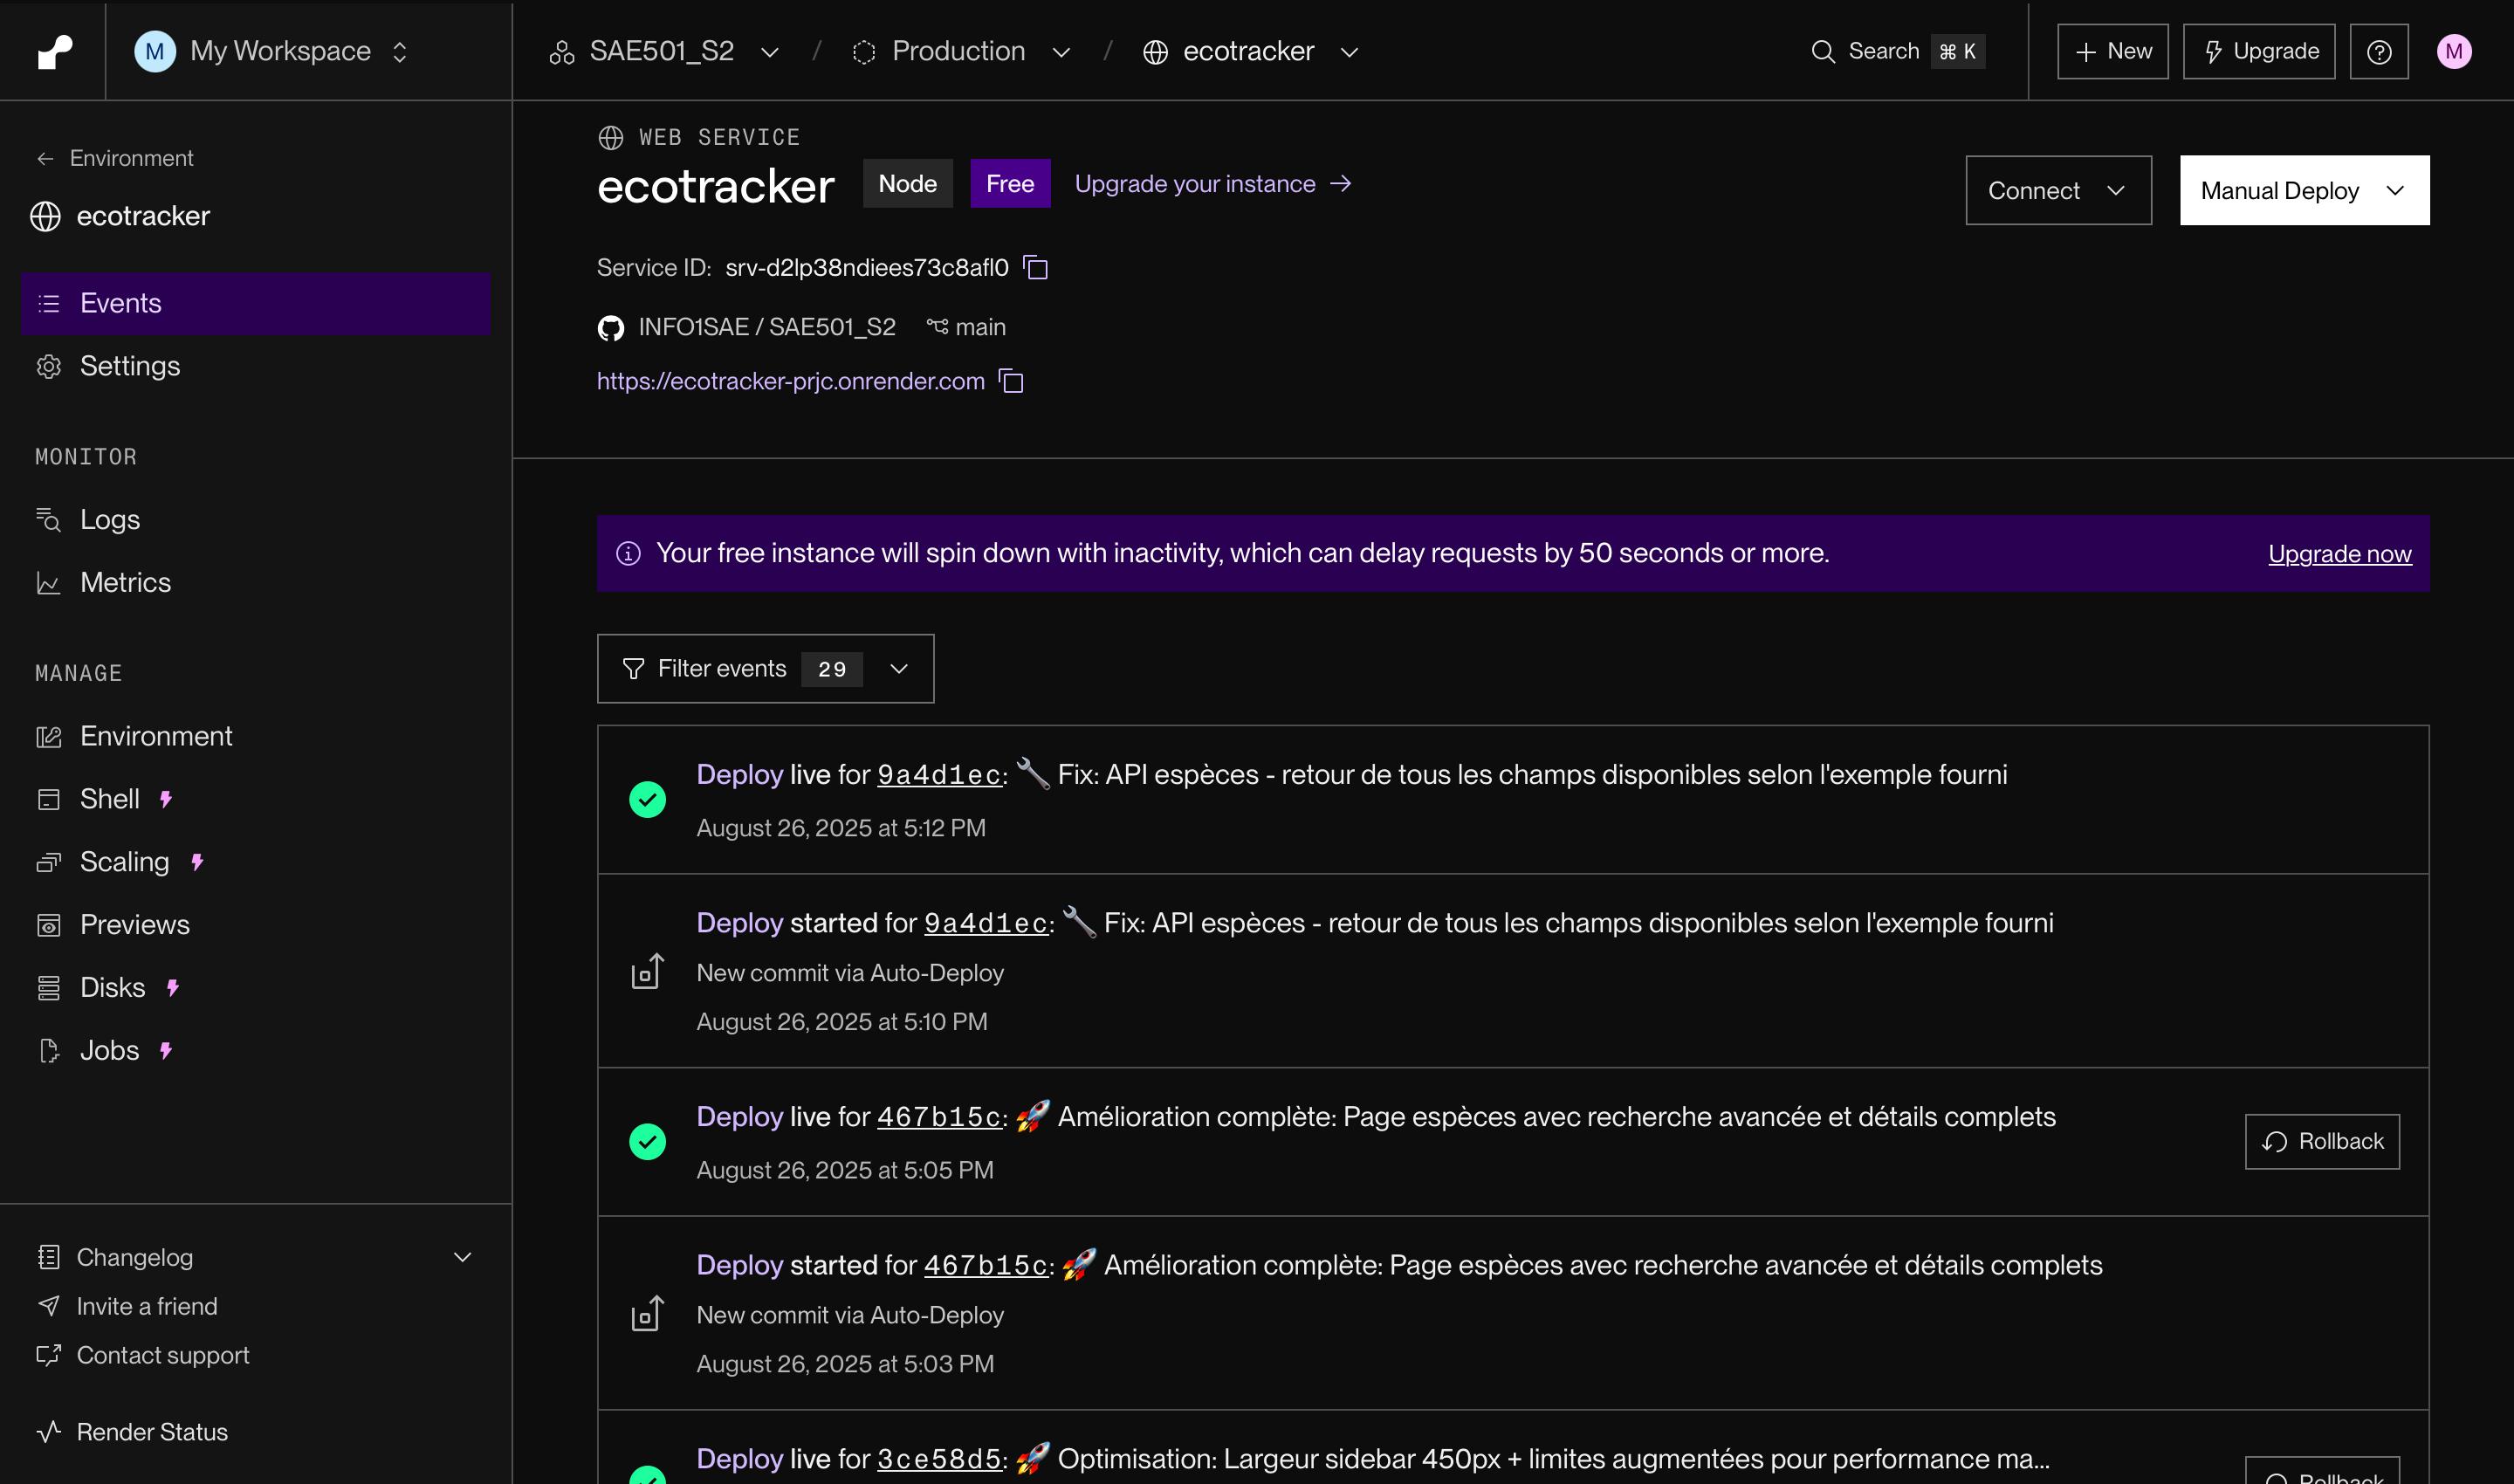 M My Workspace
SAE501_S2 / Production / ecotracker
Search ⌘ K
New
Upgrade
M
Environment
ecotracker
Events
Settings
MONITOR
Logs
Metrics
MANAGE
Environment
Shell
Scaling
Previews
Disks
Jobs
Changelog
Invite a friend
Contact support
Render Status
WEB SERVICE
ecotracker Node Free Upgrade your instance →
Connect
Manual Deploy
Service ID: srv-d2lp38ndiees73c8afl0
INFO1SAE / SAE501_S2 main
https://ecotracker-prjc.onrender.com
Your free instance will spin down with inactivity, which can delay requests by 50 seconds or more. Upgrade now
Filter events 29
Deploy live for 9a4d1ec: 🔧 Fix: API espèces - retour de tous les champs disponibles selon l'exemple fourni
August 26, 2025 at 5:12 PM
Deploy started for 9a4d1ec: 🔧 Fix: API espèces - retour de tous les champs disponibles selon l'exemple fourni
New commit via Auto-Deploy
August 26, 2025 at 5:10 PM
Deploy live for 467b15c: 🚀 Amélioration complète: Page espèces avec recherche avancée et détails complets
August 26, 2025 at 5:05 PM
Rollback
Deploy started for 467b15c: 🚀 Amélioration complète: Page espèces avec recherche avancée et détails complets
New commit via Auto-Deploy
August 26, 2025 at 5:03 PM
Deploy live for 3ce58d5: 🚀 Optimisation: Largeur sidebar 450px + limites augmentées pour performance ma...
Rollback